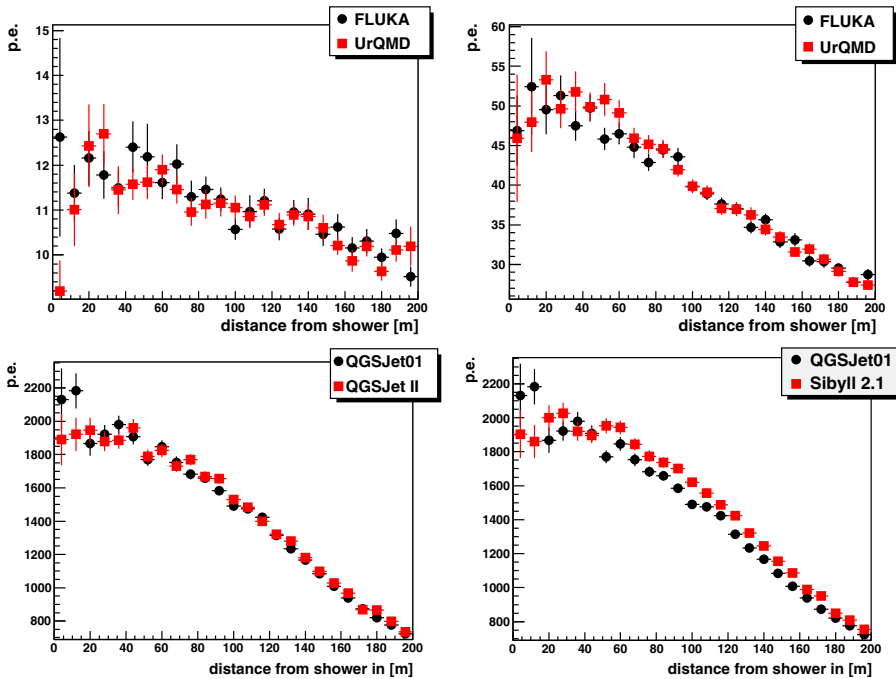 FLUKA
UrQMD
p.e.
15
14
13
12
11
10
0 20 40 60 80 100 120 140 160 180 200
distance from shower [m]
FLUKA
UrQMD
p.e.
60
55
50
45
40
35
30
0 20 40 60 80 100 120 140 160 180 200
distance from shower [m]
QGSJet01
QGSJet II
p.e.
2200
2000
1800
1600
1400
1200
1000
800
0 20 40 60 80 100 120 140 160 180 200
distance from shower in [m]
QGSJet01
Sibyll 2.1
p.e.
2200
2000
1800
1600
1400
1200
1000
800
0 20 40 60 80 100 120 140 160 180 200
distance from shower in [m]